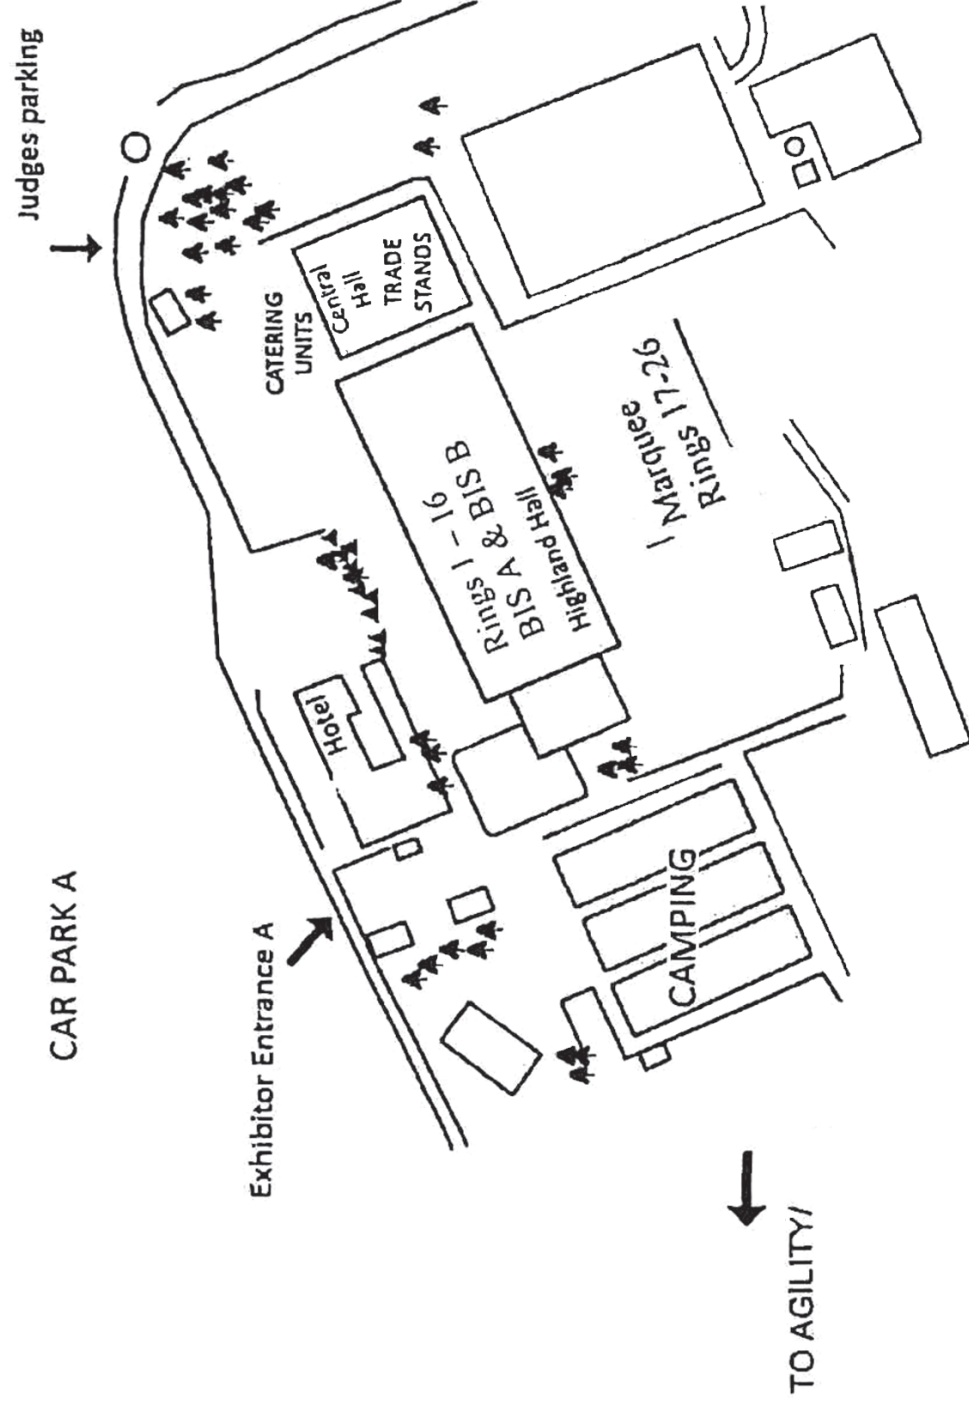 Judges parking
CAR PARK A
Exhibitor Entrance A
Hotel
CATERING
UNITS
Central
Hall
TRADE
STANDS
Rings 1 - 16
BIS A & BIS B
Highland Hall
Marquee
Rings 17-26
CAMPING
TO AGILITY/